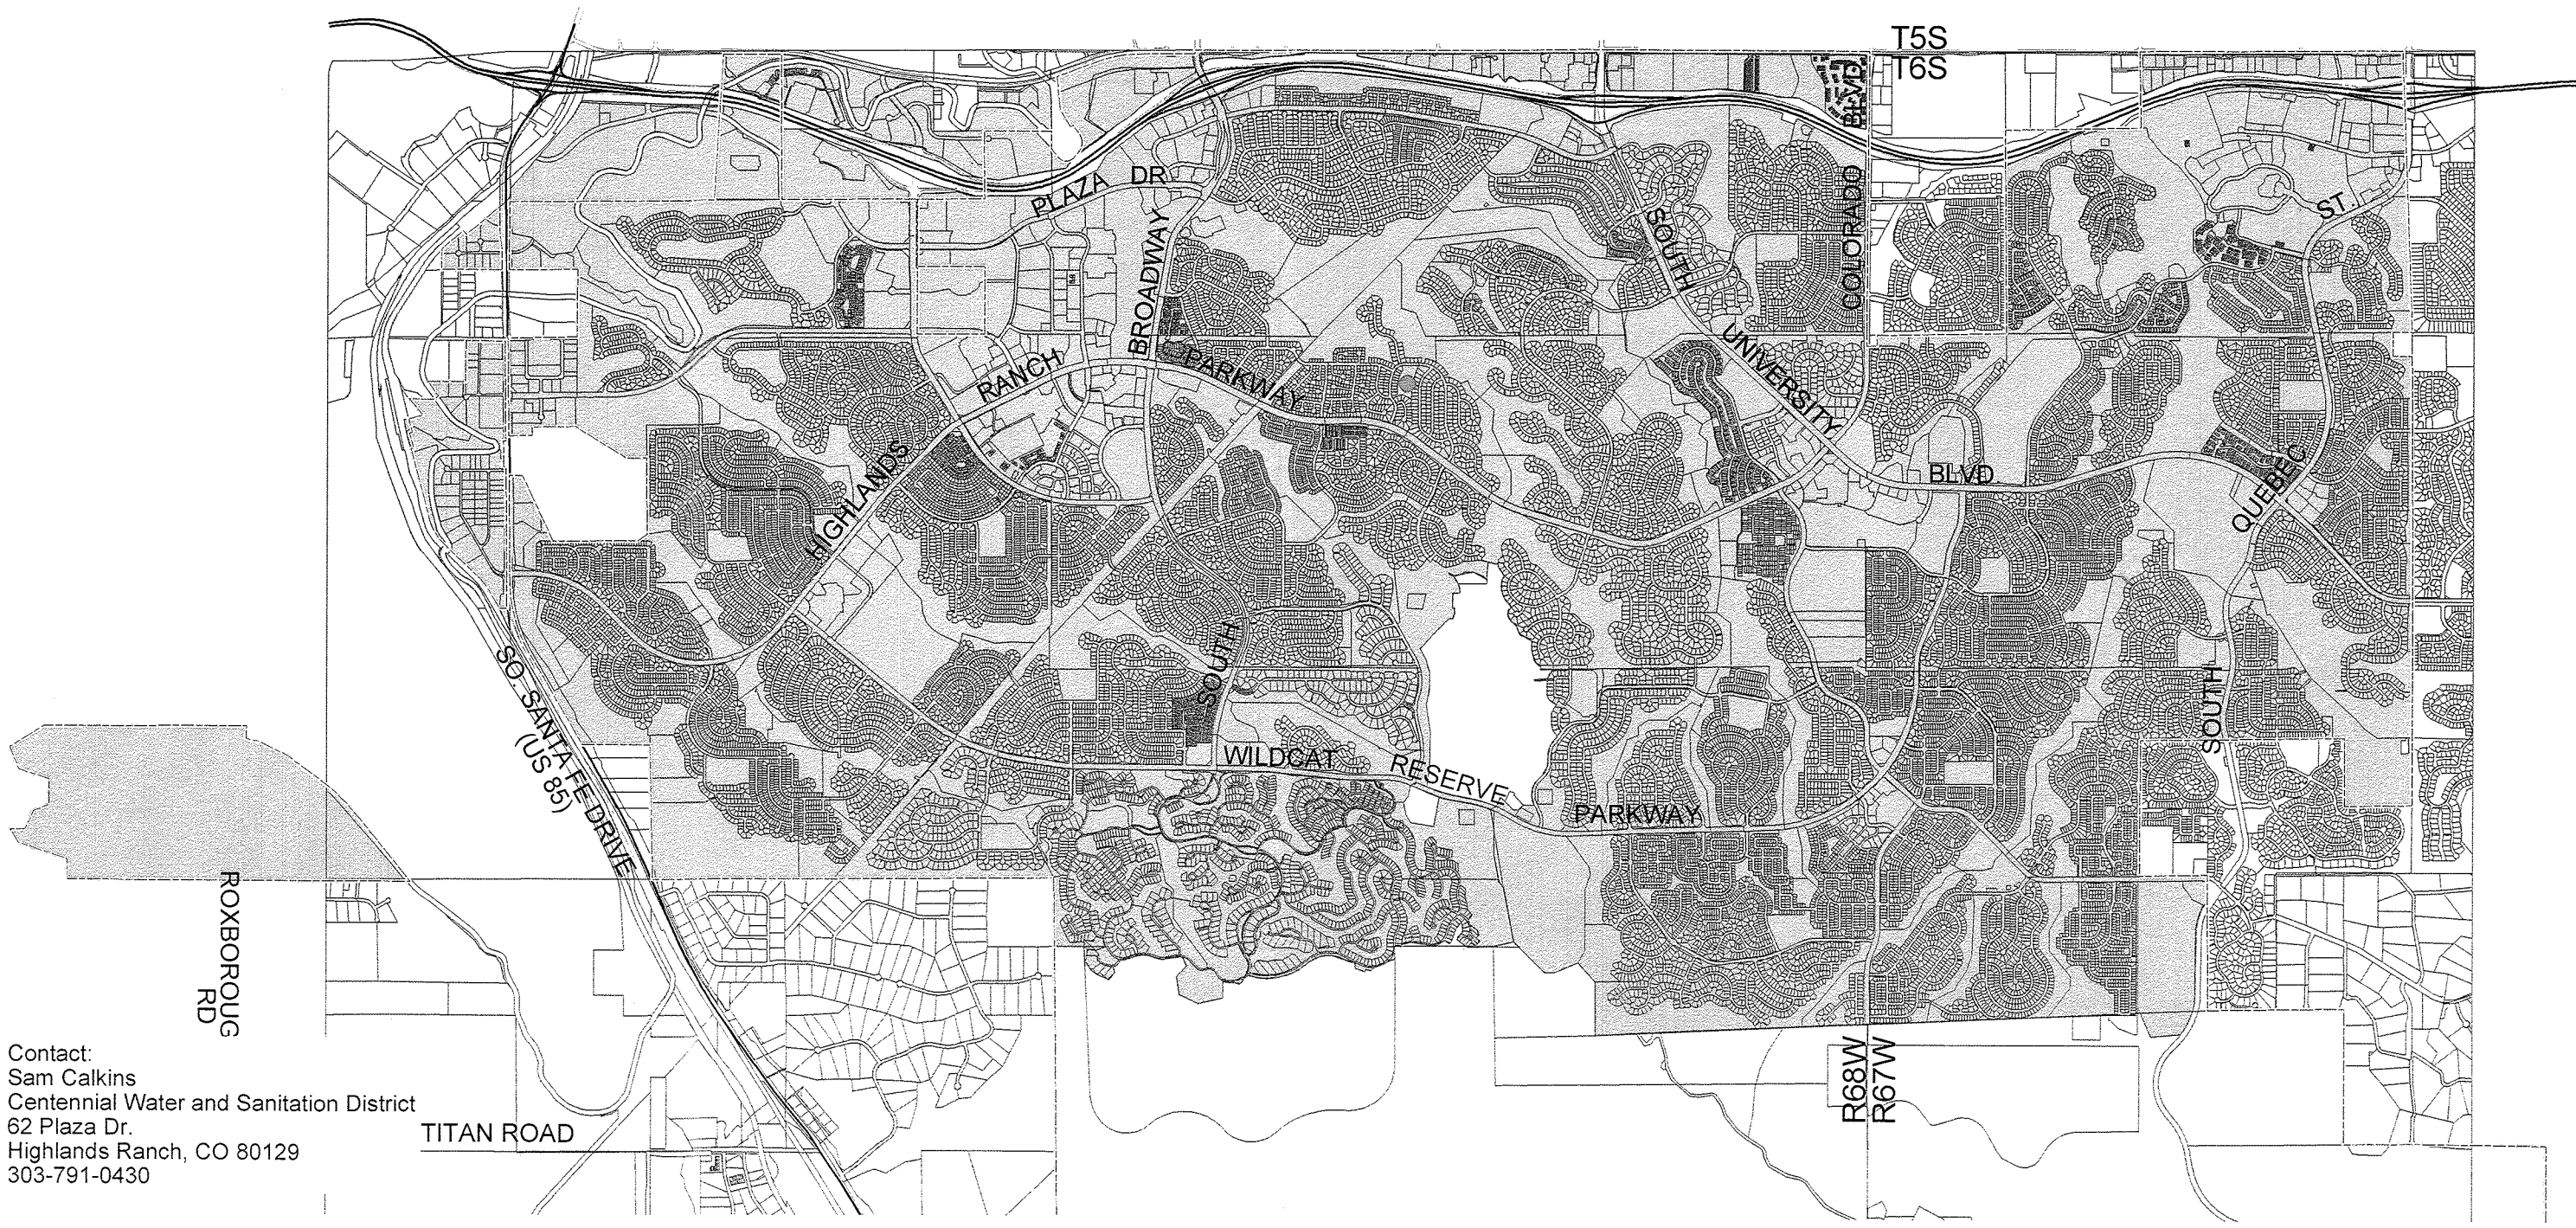 T5S
T6S
BLVD
COLORADO
PLAZA DR.
ST.
BROADWAY
SOUTH
UNIVERSITY
BLVD
HIGHLANDS
RANCH
PARKWAY
QUEBEC
SOUTH
SOUTH
SO. SANTA FE DRIVE
(US 85)
WILDCAT
RESERVE
PARKWAY
ROXBOROUG
RD
R68W
R67W
TITAN ROAD
Contact:
Sam Calkins
Centennial Water and Sanitation District
62 Plaza Dr.
Highlands Ranch, CO 80129
303-791-0430